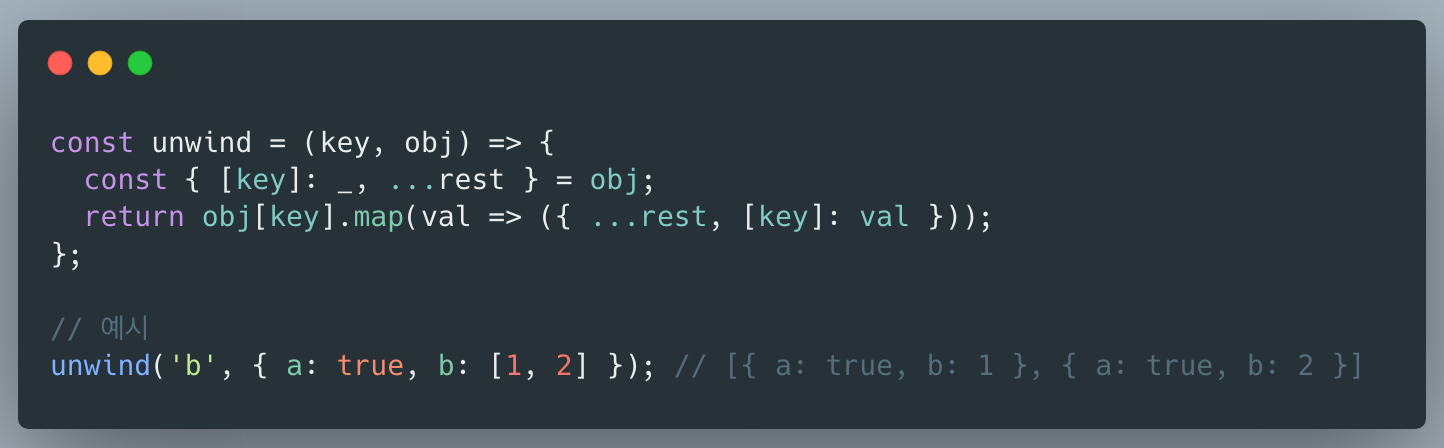 const unwind = (key, obj) => {
  const { [key]: _, ...rest } = obj;
  return obj[key].map(val => ({ ...rest, [key]: val }));
};

// 예시
unwind('b', { a: true, b: [1, 2] }); // [{ a: true, b: 1 }, { a: true, b: 2 }]